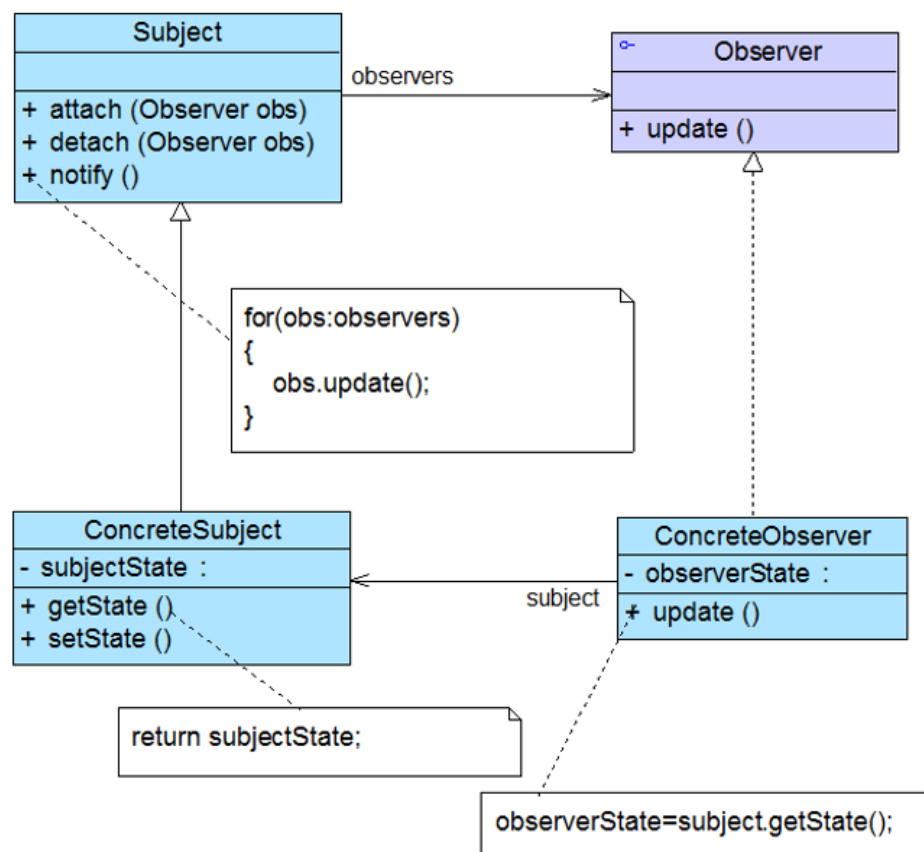 Subject
+ attach (Observer obs)
+ detach (Observer obs)
+ notify ()
observers
Observer
+ update ()
for(obs:observers)
{
obs.update();
}
ConcreteSubject
- subjectState :
+ getState ()
+ setState ()
subject
ConcreteObserver
- observerState :
+ update ()
return subjectState;
observerState=subject.getState();